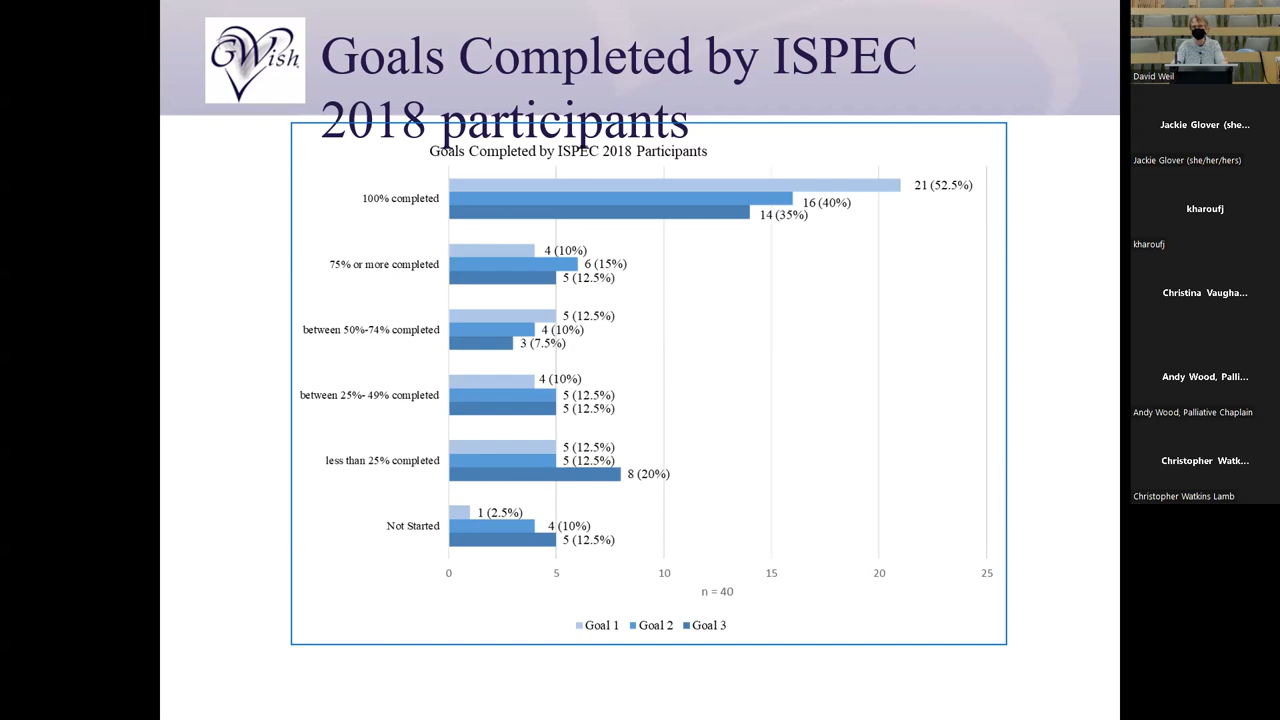 GWish
Goals Completed by ISPEC
2018 participants
Goals Completed by ISPEC 2018 Participants
100% completed
21 (52.5%)
16 (40%)
14 (35%)
75% or more completed
4 (10%)
6 (15%)
5 (12.5%)
between 50%-74% completed
5 (12.5%)
4 (10%)
3 (7.5%)
between 25%- 49% completed
4 (10%)
5 (12.5%)
5 (12.5%)
less than 25% completed
5 (12.5%)
5 (12.5%)
8 (20%)
Not Started
1 (2.5%)
4 (10%)
5 (12.5%)
0 5 10 15 20 25
n = 40
Goal 1 Goal 2 Goal 3
David Weil
Jackie Glover (she...
Jackie Glover (she/her/hers)
kharoufj
kharoufj
Christina Vaugha...
Andy Wood, Palli...
Andy Wood, Palliative Chaplain
Christopher Watk...
Christopher Watkins Lamb